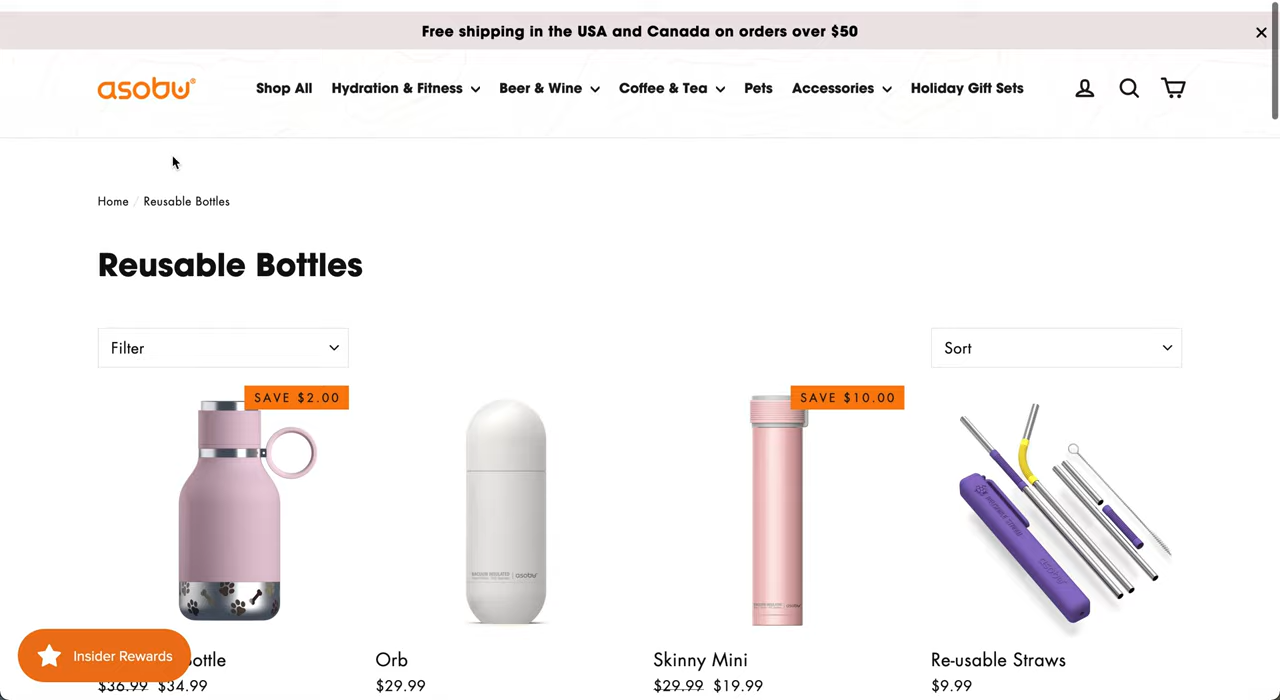 Free shipping in the USA and Canada on orders over $50
asobu®
Shop All
Hydration & Fitness
Beer & Wine
Coffee & Tea
Pets
Accessories
Holiday Gift Sets
Home / Reusable Bottles
Reusable Bottles
Filter
Sort
SAVE $2.00
SAVE $10.00
asobu
Insider Rewards
Orb
Skinny Mini
Re-usable Straws
$36.99 $34.99
$29.99
$29.99 $19.99
$9.99